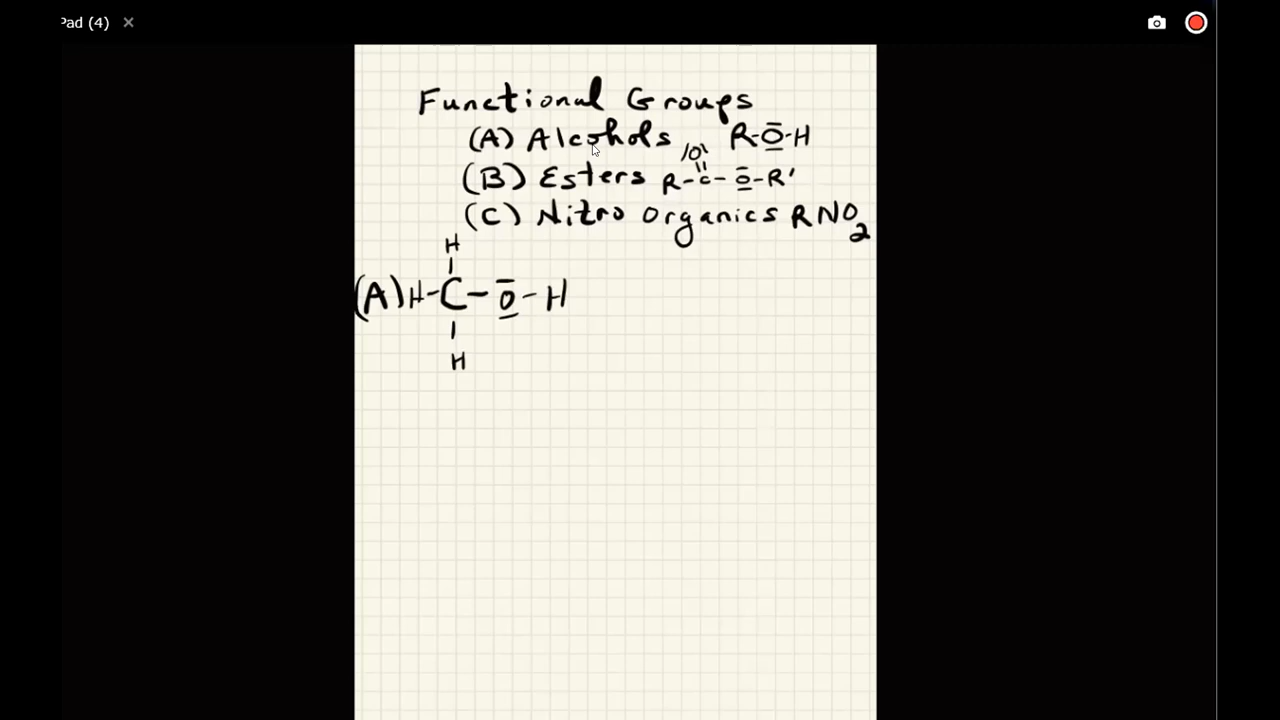 Pad (4) ×
Functional Groups
(A) Alcohols R-O-H
(B) Esters R-C-O-R'
O
(C) Nitro Organics RNO2
H
(A) H-C-O-H
H